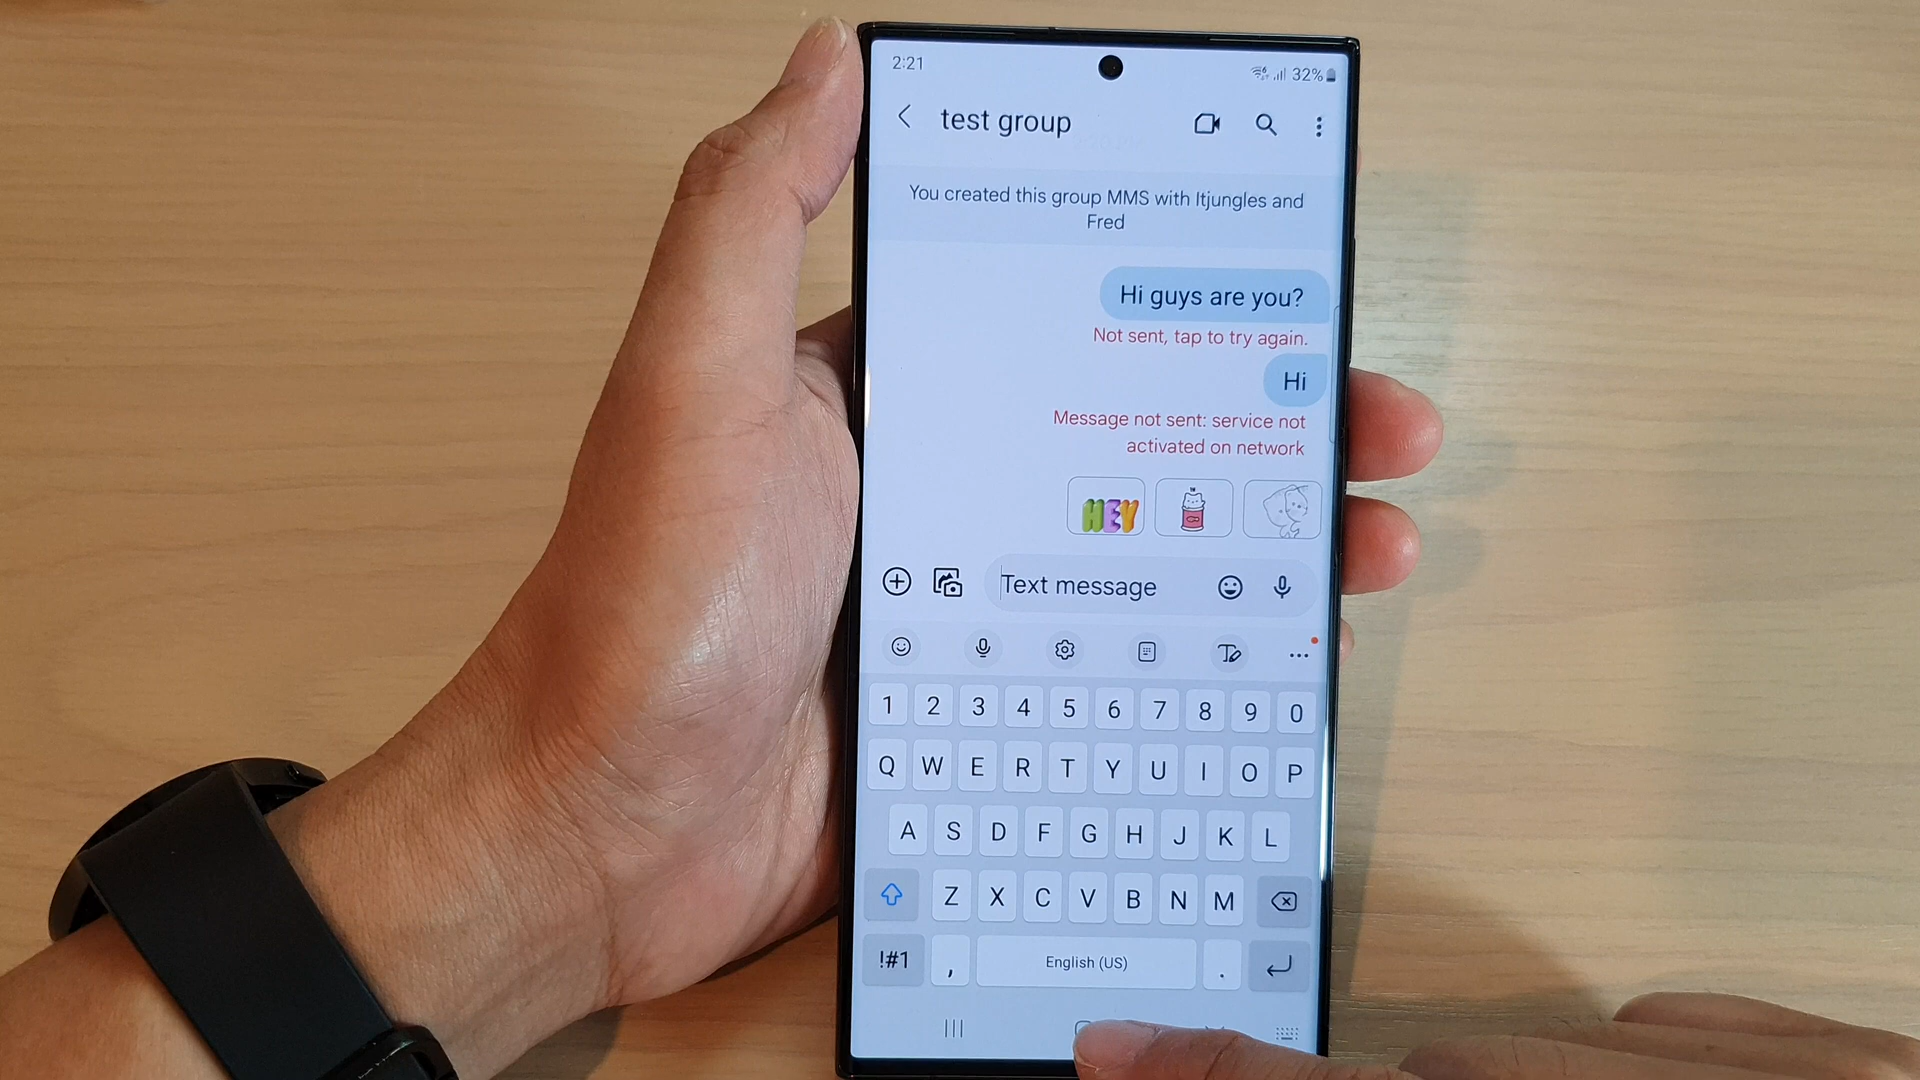 2:21
32%
test group
You created this group MMS with Itjungles and
Fred
Hi guys are you?
Not sent, tap to try again.
Hi
Message not sent: service not
activated on network
HEY
Text message
1 2 3 4 5 6 7 8 9 0
Q W E R T Y U I O P
A S D F G H J K L
Z X C V B N M
!#1 , English (US) .